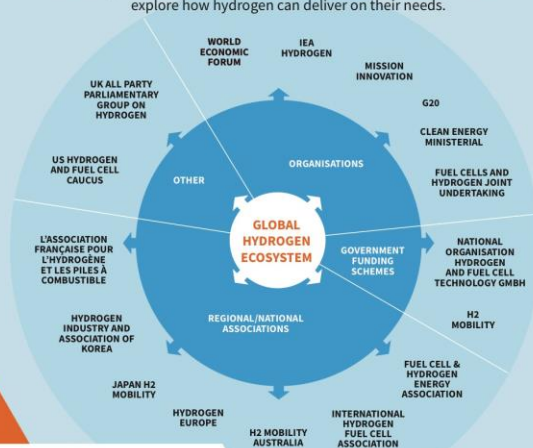 explore how hydrogen can deliver on their needs.
WORLD
ECONOMIC
FORUM
IEA
HYDROGEN
MISSION
INNOVATION
G20
CLEAN ENERGY
MINISTERIAL
FUEL CELLS AND
HYDROGEN JOINT
UNDERTAKING
UK ALL PARTY
PARLIAMENTARY
GROUP ON
HYDROGEN
US HYDROGEN
AND FUEL CELL
CAUCUS
OTHER
ORGANISATIONS
GLOBAL
HYDROGEN
ECOSYSTEM
GOVERNMENT
FUNDING
SCHEMES
NATIONAL
ORGANISATION
HYDROGEN
AND FUEL CELL
TECHNOLOGY GMBH
H2
MOBILITY
REGIONAL/NATIONAL
ASSOCIATIONS
L'ASSOCIATION
FRANÇAISE POUR
L'HYDROGÈNE
ET LES PILES À
COMBUSTIBLE
HYDROGEN
INDUSTRY AND
ASSOCIATION OF
KOREA
JAPAN H2
MOBILITY
HYDROGEN
EUROPE
H2 MOBILITY
AUSTRALIA
INTERNATIONAL
HYDROGEN
FUEL CELL
ASSOCIATION
FUEL CELL &
HYDROGEN
ENERGY
ASSOCIATION